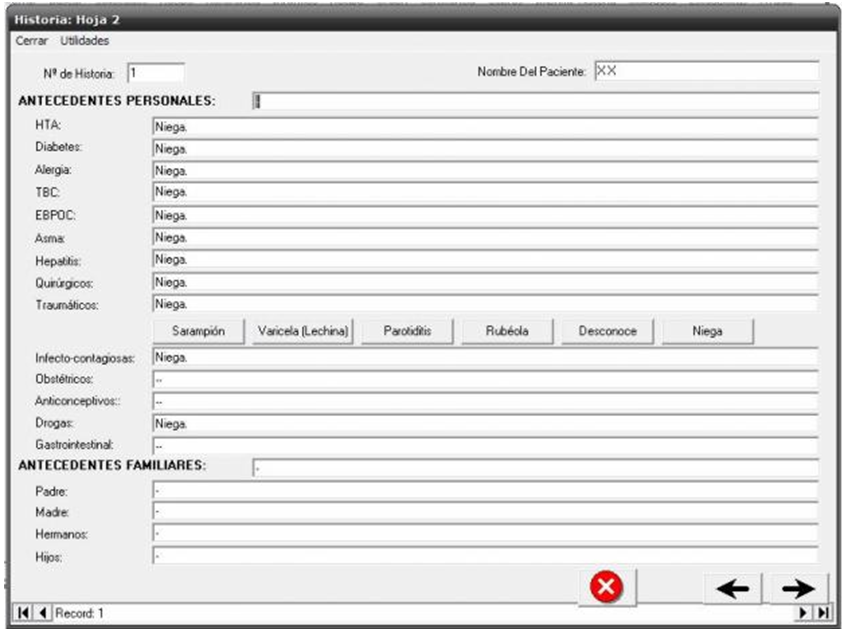 Historia: Hoja 2
Cerrar Utilidades
Nº de Historia: 1 Nombre Del Paciente: XX
ANTECEDENTES PERSONALES:
HTA: Niega.
Diabetes: Niega.
Alergia: Niega.
TBC: Niega.
EBPOC: Niega.
Asma: Niega.
Hepatitis: Niega.
Quirúrgicos: Niega.
Traumáticos: Niega.
Sarampión Varicela (Lechina) Parotiditis Rubéola Desconoce Niega
Infecto-contagiosas: Niega.
Obstétricos: --
Anticonceptivos:: --
Drogas: Niega.
Gastrointestinal: --
ANTECEDENTES FAMILIARES: -
Padre: -
Madre: -
Hermanos: -
Hijos: -
Record: 1